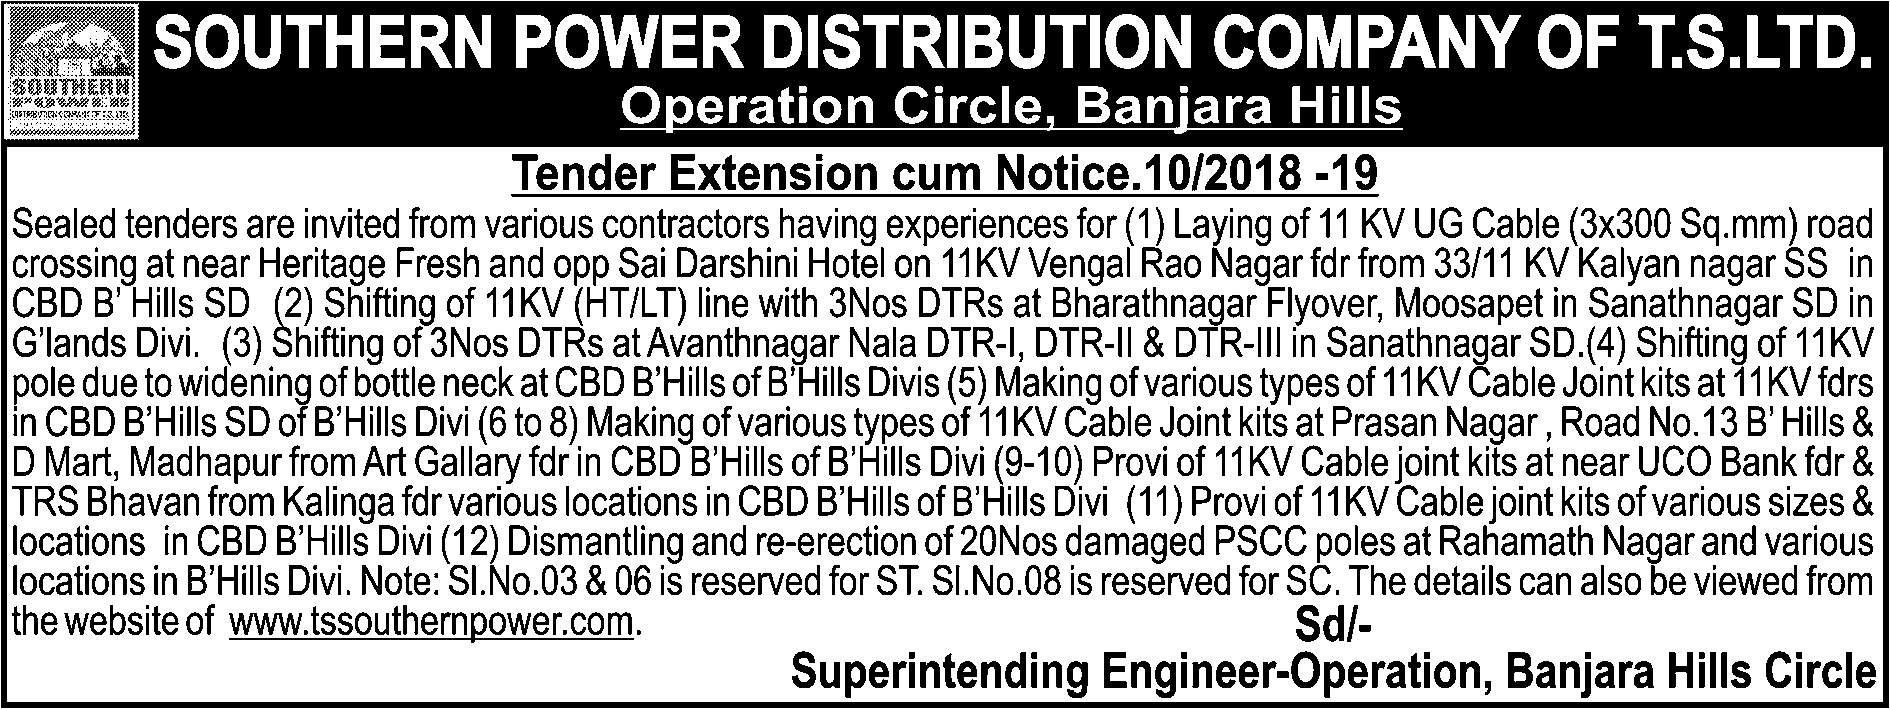 SOUTHERN POWER DISTRIBUTION COMPANY OF T.S.LTD.
SOUTHERN
POWER
DISTRIBUTION COMPANY OF T.S. LTD
Operation Circle, Banjara Hills
Tender Extension cum Notice.10/2018 -19
Sealed tenders are invited from various contractors having experiences for (1) Laying of 11 KV UG Cable (3x300 Sq.mm) road
crossing at near Heritage Fresh and opp Sai Darshini Hotel on 11KV Vengal Rao Nagar fdr from 33/11 KV Kalyan nagar SS in
CBD B' Hills SD (2) Shifting of 11KV (HT/LT) line with 3Nos DTRs at Bharathnagar Flyover, Moosapet in Sanathnagar SD in
G'lands Divi. (3) Shifting of 3Nos DTRs at Avanthnagar Nala DTR-I, DTR-II & DTR-III in Sanathnagar SD.(4) Shifting of 11KV
pole due to widening of bottle neck at CBD B'Hills of B'Hills Divis (5) Making of various types of 11KV Cable Joint kits at 11KV fdrs
in CBD B'Hills SD of B'Hills Divi (6 to 8) Making of various types of 11KV Cable Joint kits at Prasan Nagar , Road No.13 B' Hills &
D Mart, Madhapur from Art Gallary fdr in CBD B'Hills of B'Hills Divi (9-10) Provi of 11KV Cable joint kits at near UCO Bank fdr &
TRS Bhavan from Kalinga fdr various locations in CBD B'Hills of B'Hills Divi (11) Provi of 11KV Cable joint kits of various sizes &
locations in CBD B'Hills Divi (12) Dismantling and re-erection of 20Nos damaged PSCC poles at Rahamath Nagar and various
locations in B'Hills Divi. Note: Sl.No.03 & 06 is reserved for ST. Sl.No.08 is reserved for SC. The details can also be viewed from
the website of www.tssouthernpower.com.
Sd/-
Superintending Engineer-Operation, Banjara Hills Circle